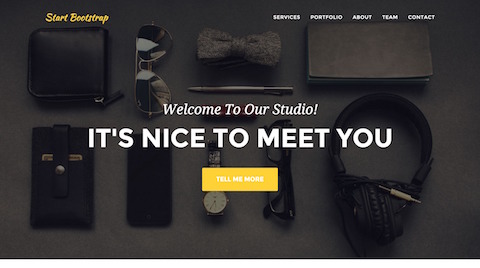 Start Bootstrap
SERVICES PORTFOLIO ABOUT TEAM CONTACT
Welcome To Our Studio!
IT'S NICE TO MEET YOU
TELL ME MORE